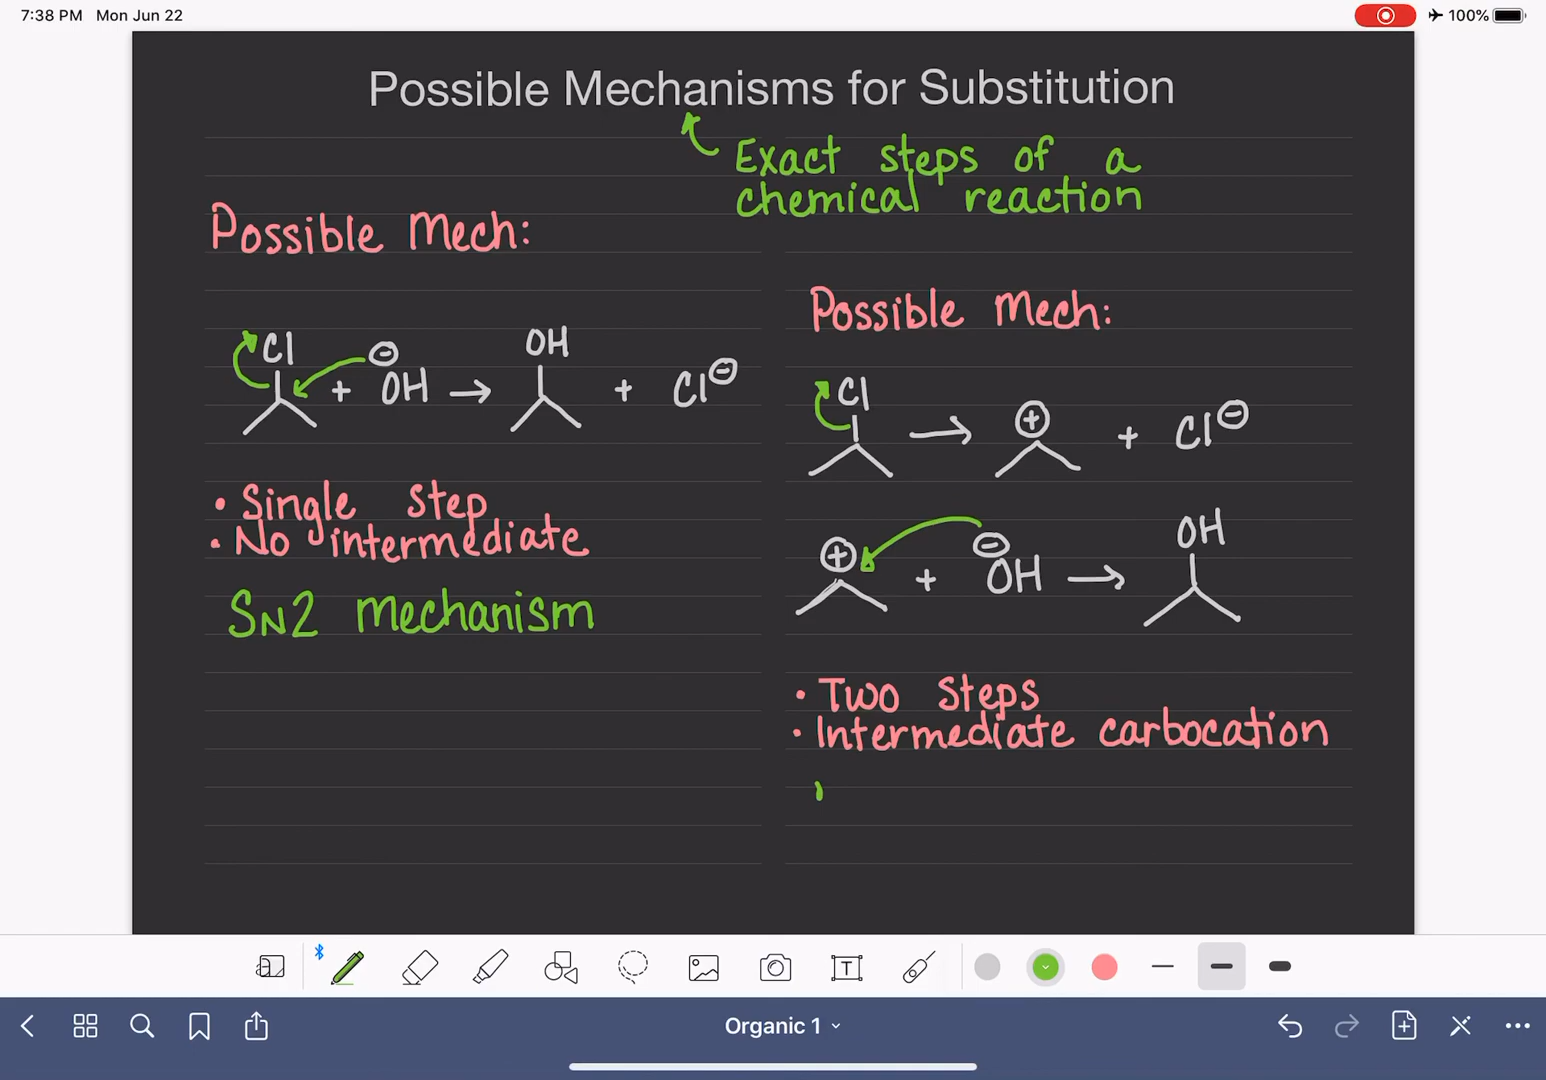 7:38 PM Mon Jun 22
100%
Possible Mechanisms for Substitution
Exact steps of a
chemical reaction
Possible Mech:
Cl + ⊖OH → OH + Cl⊖
• Single step
• No intermediate
SN2 mechanism
Possible Mech:
Cl → ⊕ + Cl⊖
⊕ + ⊖OH → OH
• Two steps
• Intermediate carbocation
T
Organic 1